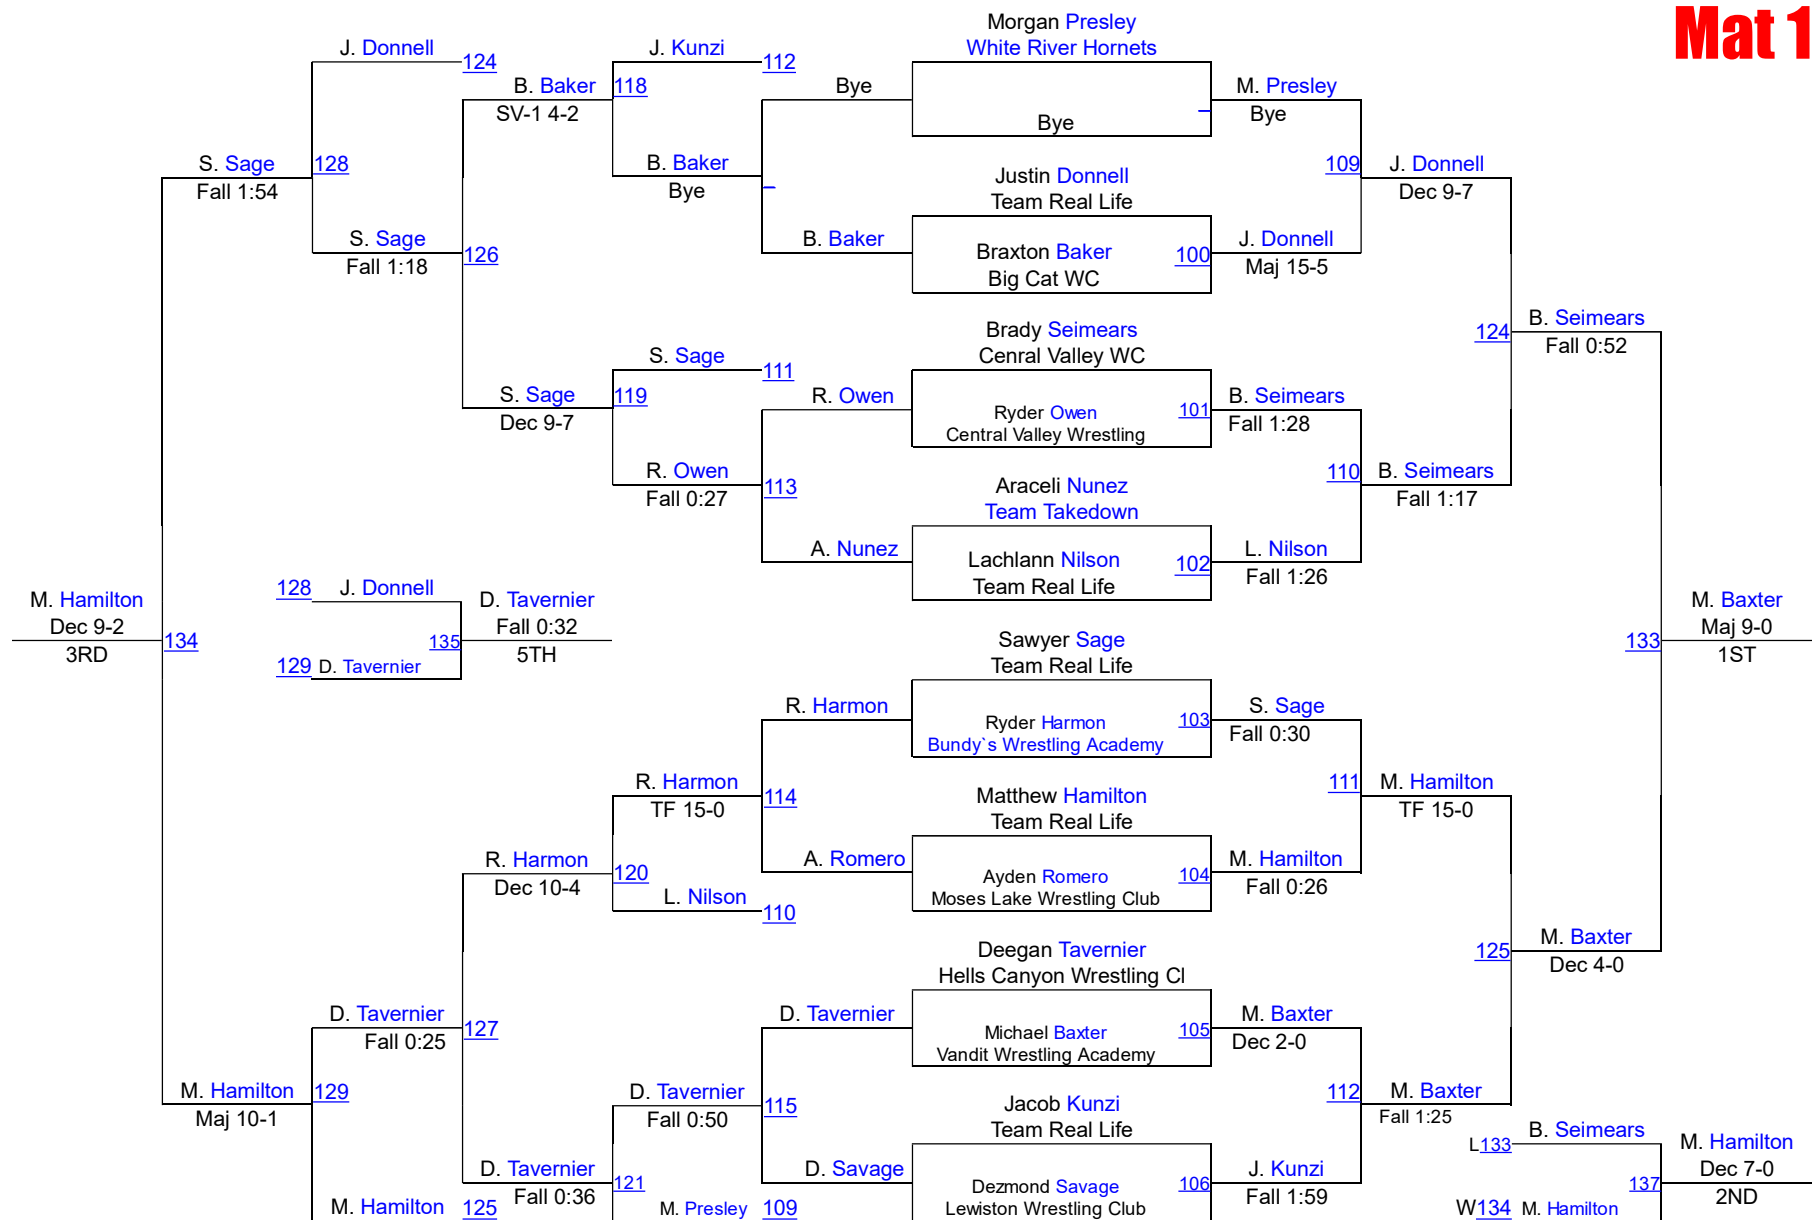 Mat 1
Morgan Presley
White River Hornets
J. Donnell
124
J. Kunzi
112
B. Baker
118
SV-1 4-2
Bye
M. Presley
Bye
Bye
S. Sage
128
Fall 1:54
B. Baker
Bye
109
J. Donnell
Dec 9-7
Justin Donnell
Team Real Life
S. Sage
Fall 1:18
126
B. Baker
Braxton Baker
Big Cat WC
100
J. Donnell
Maj 15-5
Brady Seimears
Cenral Valley WC
124
B. Seimears
Fall 0:52
S. Sage
111
S. Sage
119
Dec 9-7
R. Owen
Ryder Owen
Central Valley Wrestling
101
B. Seimears
Fall 1:28
R. Owen
Fall 0:27
113
Araceli Nunez
Team Takedown
110
B. Seimears
Fall 1:17
A. Nunez
Lachlann Nilson
Team Real Life
102
L. Nilson
Fall 1:26
M. Hamilton
Dec 9-2
3RD
134
128
J. Donnell
129
D. Tavernier
135
D. Tavernier
Fall 0:32
5TH
Sawyer Sage
Team Real Life
133
M. Baxter
Maj 9-0
1ST
R. Harmon
Ryder Harmon
Bundy`s Wrestling Academy
103
S. Sage
Fall 0:30
R. Harmon
TF 15-0
114
Matthew Hamilton
Team Real Life
111
M. Hamilton
TF 15-0
R. Harmon
Dec 10-4
120
A. Romero
Ayden Romero
Moses Lake Wrestling Club
104
M. Hamilton
Fall 0:26
L. Nilson
110
Deegan Tavernier
Hells Canyon Wrestling Cl
125
M. Baxter
Dec 4-0
D. Tavernier
Fall 0:25
127
D. Tavernier
Michael Baxter
Vandit Wrestling Academy
105
M. Baxter
Dec 2-0
M. Hamilton
Maj 10-1
129
D. Tavernier
Fall 0:50
115
Jacob Kunzi
Team Real Life
112
M. Baxter
Fall 1:25
D. Tavernier
Fall 0:36
121
D. Savage
Dezmond Savage
Lewiston Wrestling Club
106
J. Kunzi
Fall 1:59
L133
B. Seimears
137
M. Hamilton
Dec 7-0
2ND
M. Hamilton
125
M. Presley
109
W134 M. Hamilton